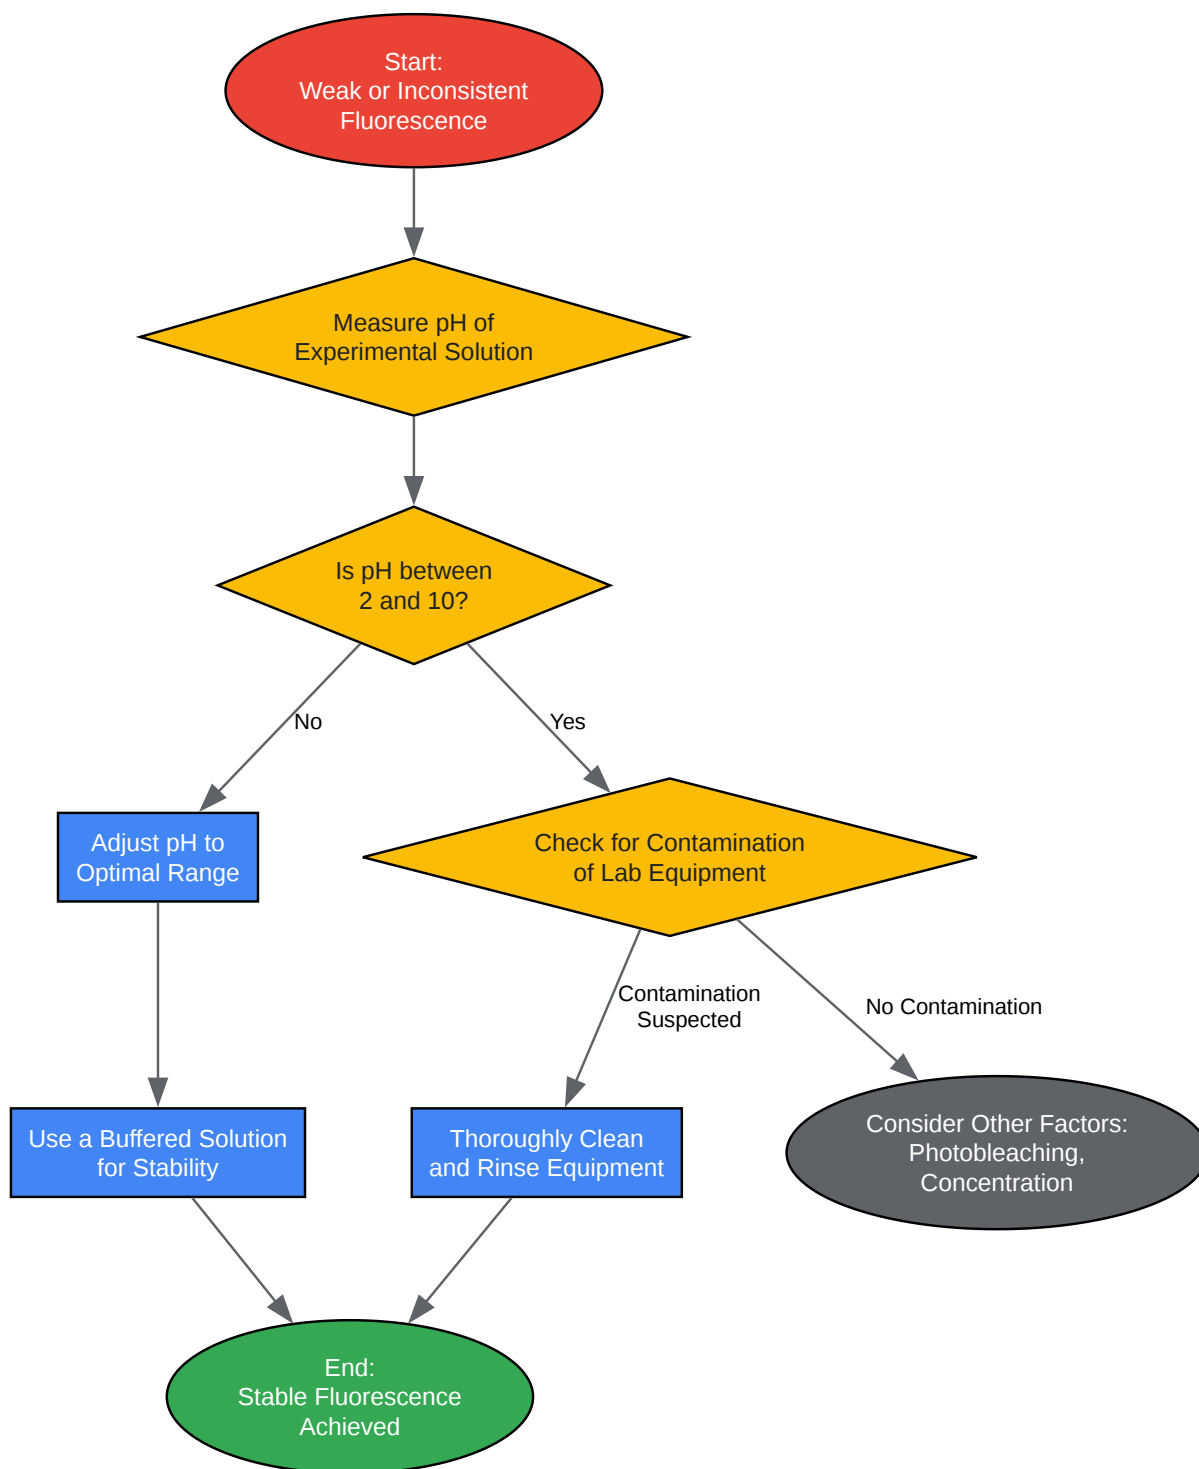 Start:
Weak or Inconsistent
Fluorescence
Measure pH of
Experimental Solution
Is pH between
2 and 10?
No
Yes
Adjust pH to
Optimal Range
Check for Contamination
of Lab Equipment
Contamination
Suspected
No Contamination
Use a Buffered Solution
for Stability
Thoroughly Clean
and Rinse Equipment
Consider Other Factors:
Photobleaching,
Concentration
End:
Stable Fluorescence
Achieved